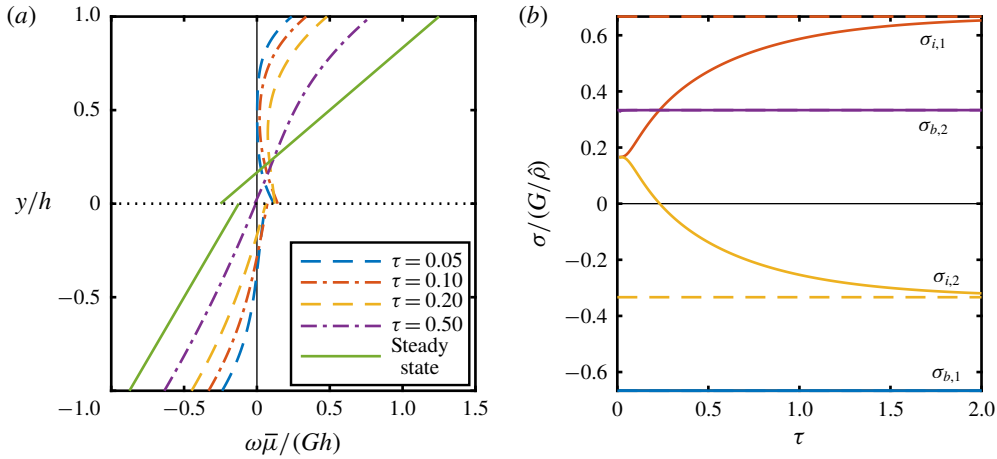 (a)
1.0
0.5
y/h
0
−0.5
−1.0
−0.5
0
0.5
1.0
1.5
ωμ̅/(Gh)
τ = 0.05
τ = 0.10
τ = 0.20
τ = 0.50
Steady
state
(b)
0.6
0.4
0.2
0
−0.2
−0.4
−0.6
σ/(G/ρ̂)
0
0.5
1.0
1.5
2.0
τ
σi,1
σb,2
σi,2
σb,1